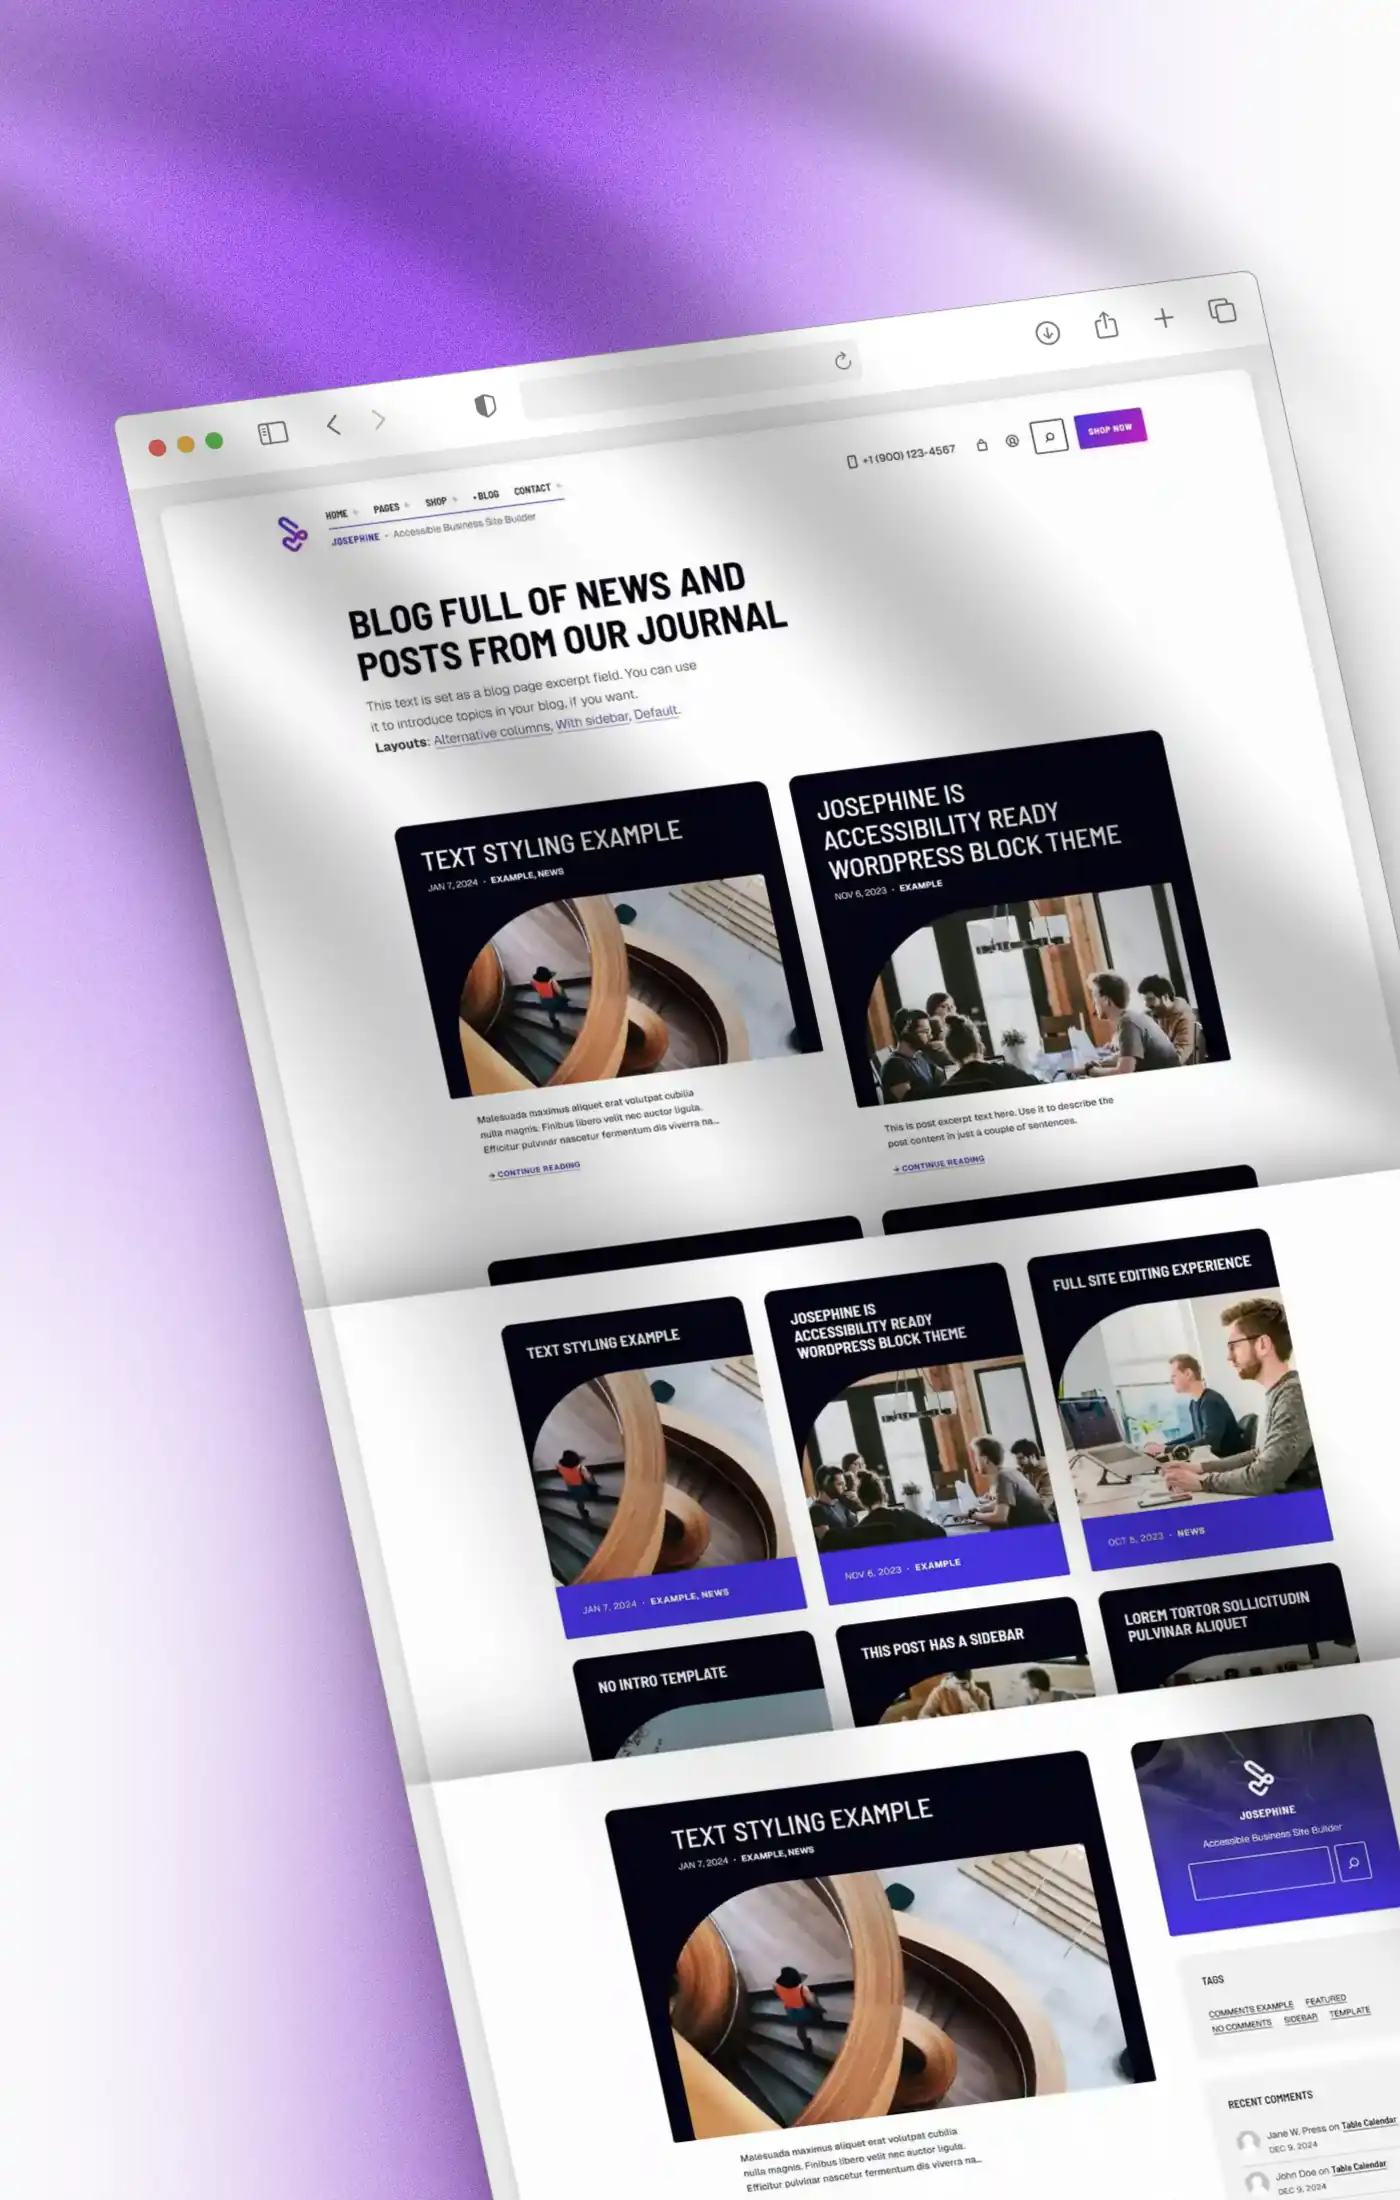 +1 (900) 123-4567
SHOP NOW
HOME PAGES SHOP • BLOG CONTACT
JOSEPHINE • Accessible Business Site Builder
BLOG FULL OF NEWS AND
POSTS FROM OUR JOURNAL
This text is set as a blog page excerpt field. You can use
it to introduce topics in your blog, if you want.
Layouts: Alternative columns, With sidebar, Default.
TEXT STYLING EXAMPLE
JAN 7, 2024 · EXAMPLE, NEWS
Malesuada maximus aliquet erat volutpat cubilia
nulla magnis. Finibus libero velit nec auctor ligula.
Efficitur pulvinar nascetur fermentum dis viverra na...
→ CONTINUE READING
JOSEPHINE IS
ACCESSIBILITY READY
WORDPRESS BLOCK THEME
NOV 6, 2023 · EXAMPLE
This is post excerpt text here. Use it to describe the
post content in just a couple of sentences.
→ CONTINUE READING
TEXT STYLING EXAMPLE
JAN 7, 2024 · EXAMPLE, NEWS
JOSEPHINE IS
ACCESSIBILITY READY
WORDPRESS BLOCK THEME
NOV 6, 2023 · EXAMPLE
FULL SITE EDITING EXPERIENCE
OCT 5, 2023 · NEWS
NO INTRO TEMPLATE
THIS POST HAS A SIDEBAR
LOREM TORTOR SOLLICITUDIN
PULVINAR ALIQUET
TEXT STYLING EXAMPLE
JAN 7, 2024 · EXAMPLE, NEWS
Malesuada maximus aliquet erat volutpat cubilia
nulla magnis. Finibus libero velit nec auctor ligula.
Efficitur pulvinar nascetur fermentum dis viverra na...
JOSEPHINE
Accessible Business Site Builder
TAGS
COMMENTS EXAMPLE FEATURED
NO COMMENTS SIDEBAR TEMPLATE
RECENT COMMENTS
Jane W. Press on Table Calendar
DEC 9, 2024
John Doe on Table Calendar
DEC 9, 2024